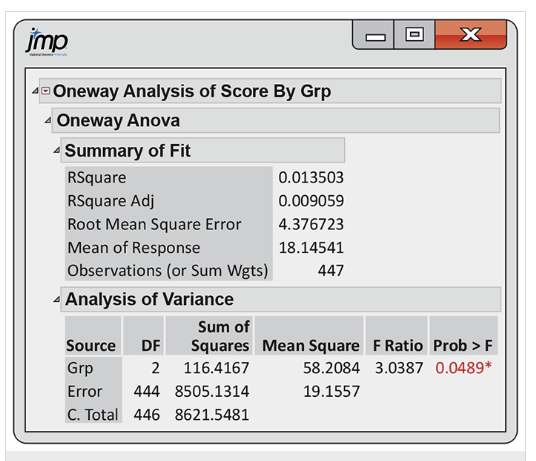 jmp
Oneway Analysis of Score By Grp
Oneway Anova
Summary of Fit
RSquare 0.013503
RSquare Adj 0.009059
Root Mean Square Error 4.376723
Mean of Response 18.14541
Observations (or Sum Wgts) 447
Analysis of Variance
Sum of
Source DF Squares Mean Square F Ratio Prob > F
Grp 2 116.4167 58.2084 3.0387 0.0489*
Error 444 8505.1314 19.1557
C. Total 446 8621.5481